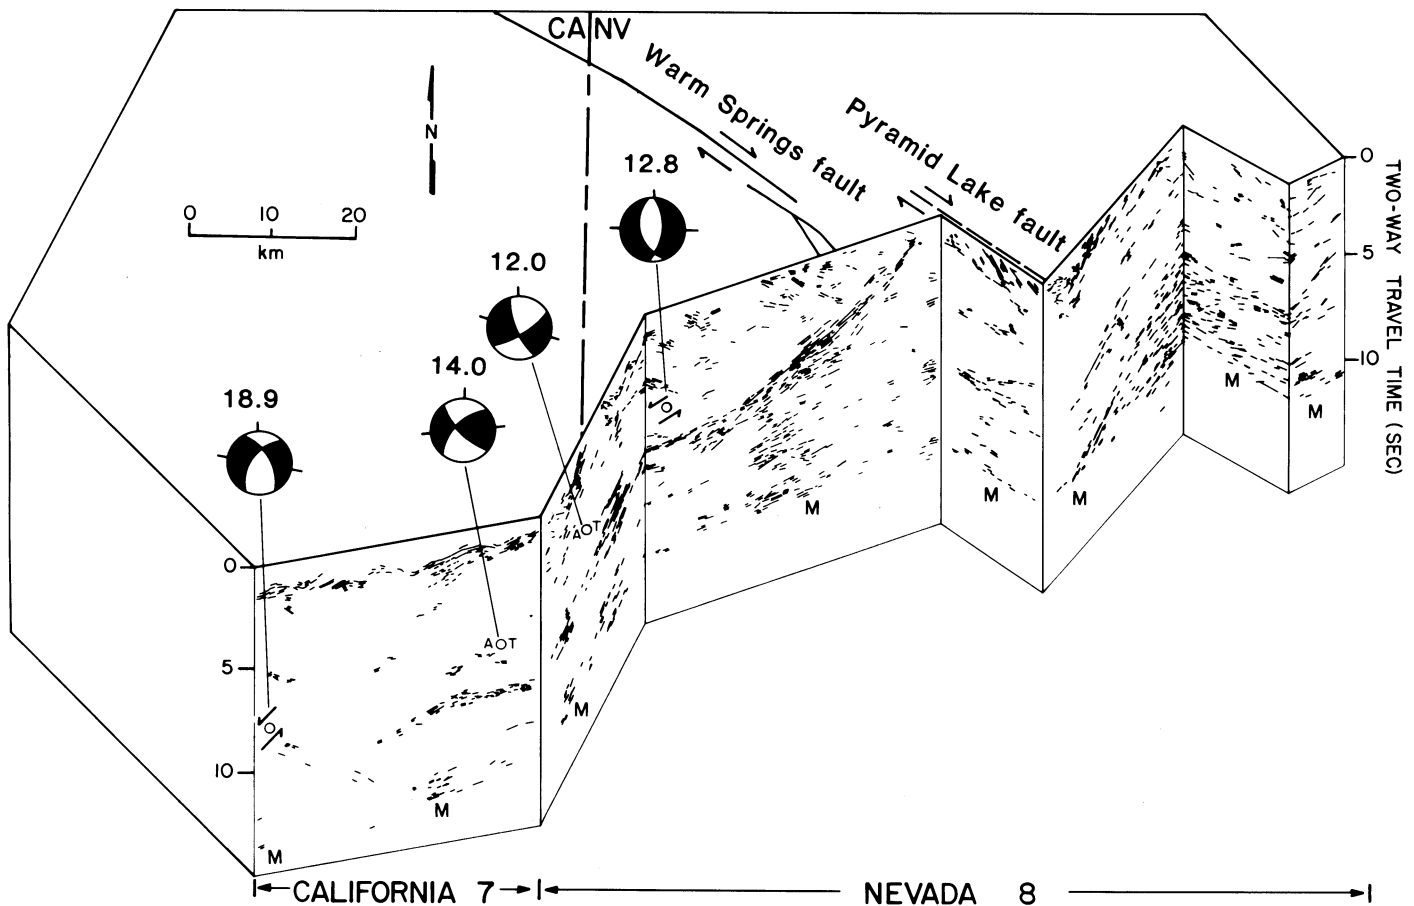 CA NV
Warm Springs fault
Pyramid Lake fault
N
0 10 20
km
12.8
12.0
14.0
18.9
0
5
10
TWO-WAY TRAVEL TIME (SEC)
A T
A T
0
5
10
M
M
M
M
M
M
M
M
CALIFORNIA 7
NEVADA 8